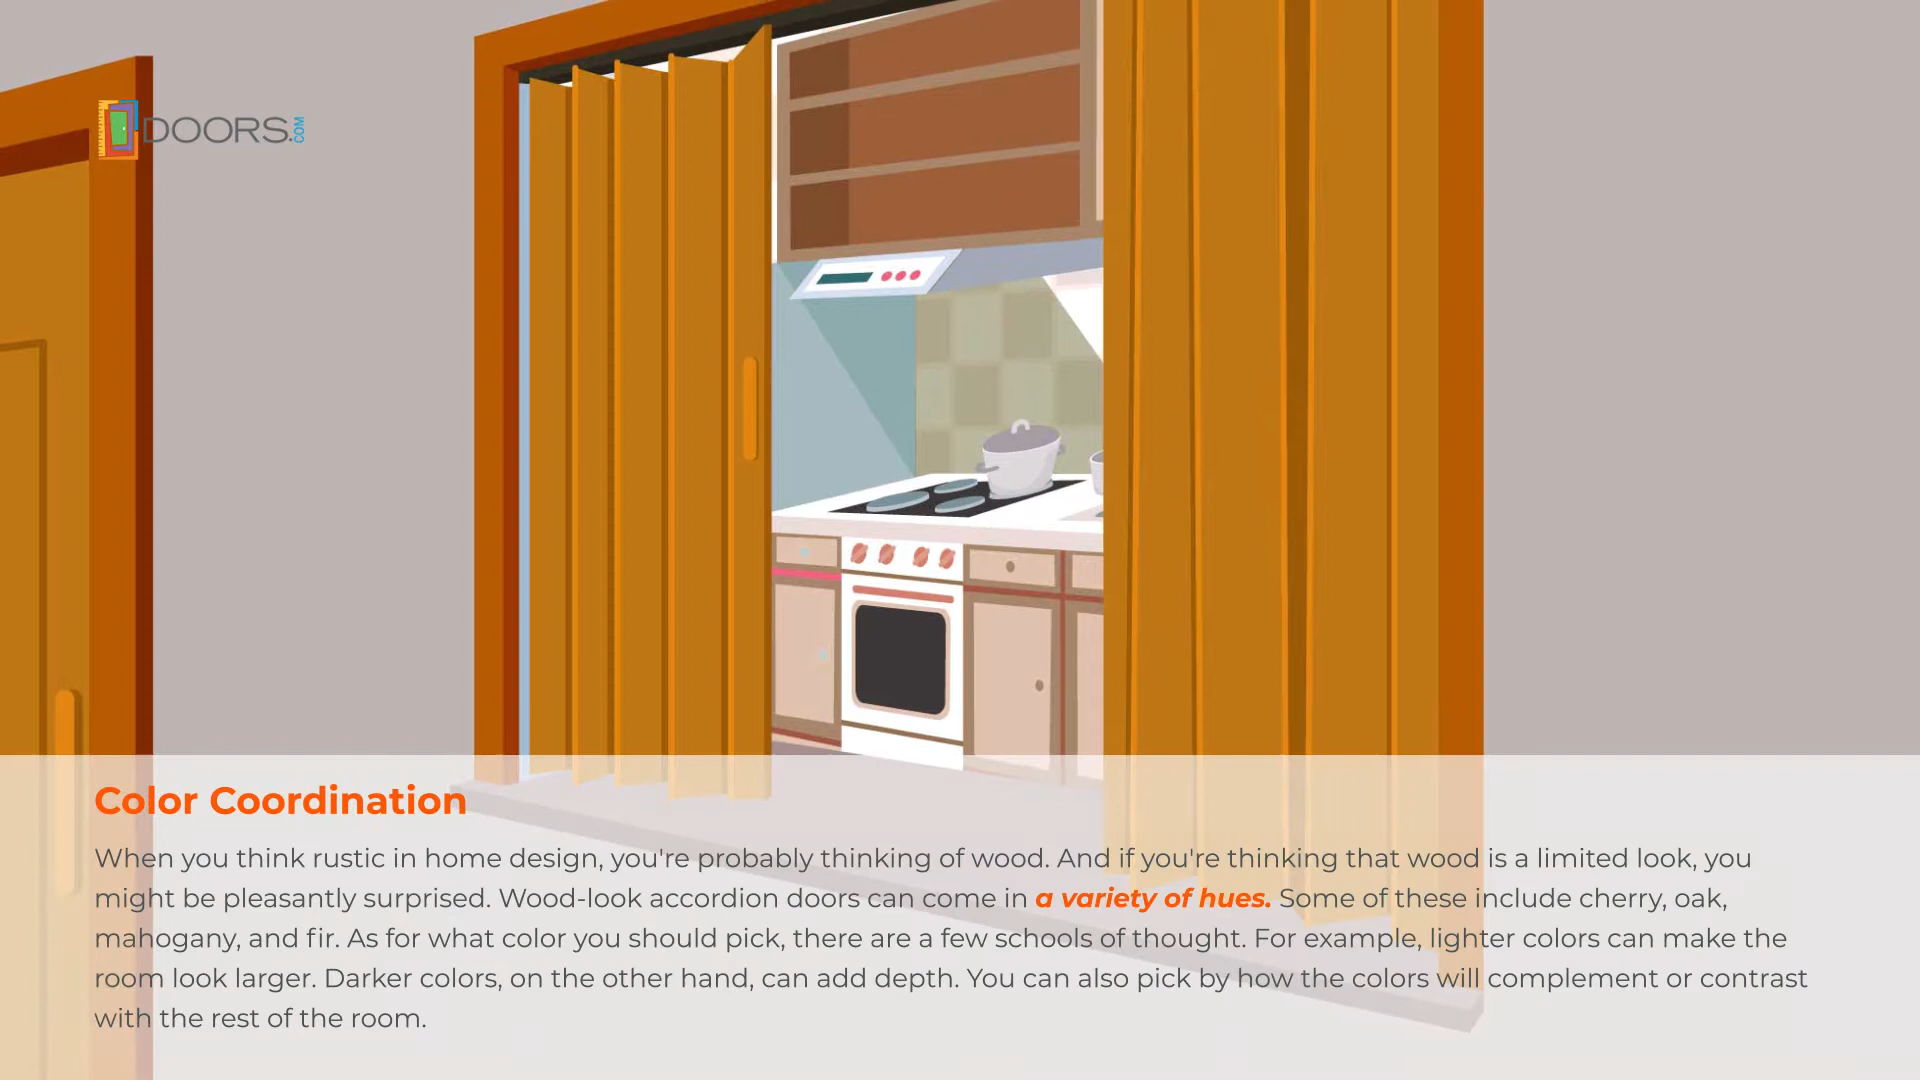 DOORS.COM
Color Coordination
When you think rustic in home design, you're probably thinking of wood. And if you're thinking that wood is a limited look, you
might be pleasantly surprised. Wood-look accordion doors can come in a variety of hues. Some of these include cherry, oak,
mahogany, and fir. As for what color you should pick, there are a few schools of thought. For example, lighter colors can make the
room look larger. Darker colors, on the other hand, can add depth. You can also pick by how the colors will complement or contrast
with the rest of the room.